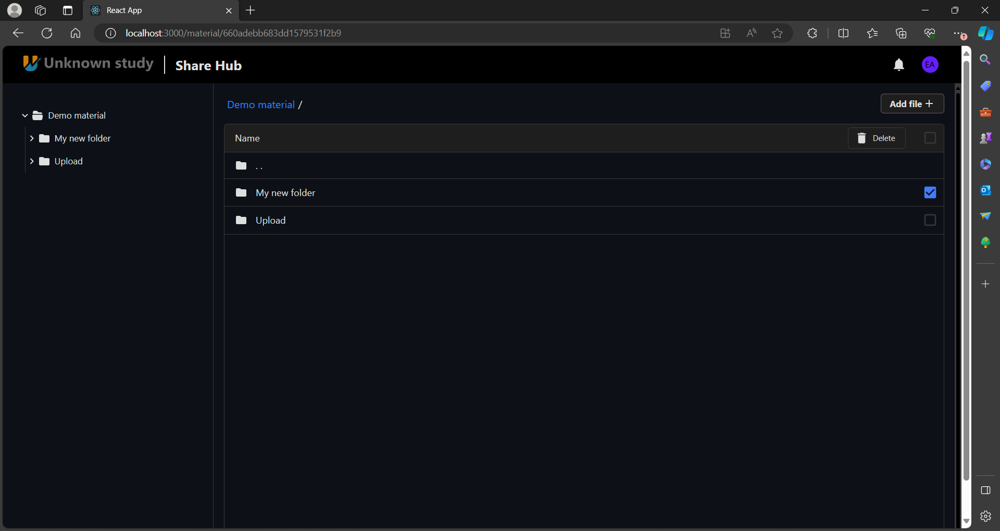 React App
localhost:3000/material/660adebb683dd1579531f2b9
Unknown study
Share Hub
EA
Demo material
My new folder
Upload
Demo material /
Add file
Name
Delete
..
My new folder
Upload